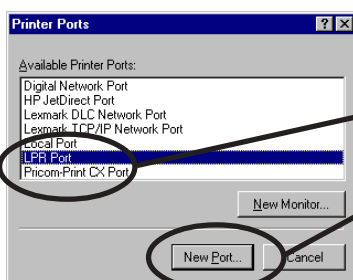 Printer Ports
Available Printer Ports:
Digital Network Port
HP JetDirect Port
Lexmark DLC Network Port
Lexmark TCP/IP Network Port
Local Port
LPR Port
Pricom-Print CX Port
New Monitor...
New Port... Cancel